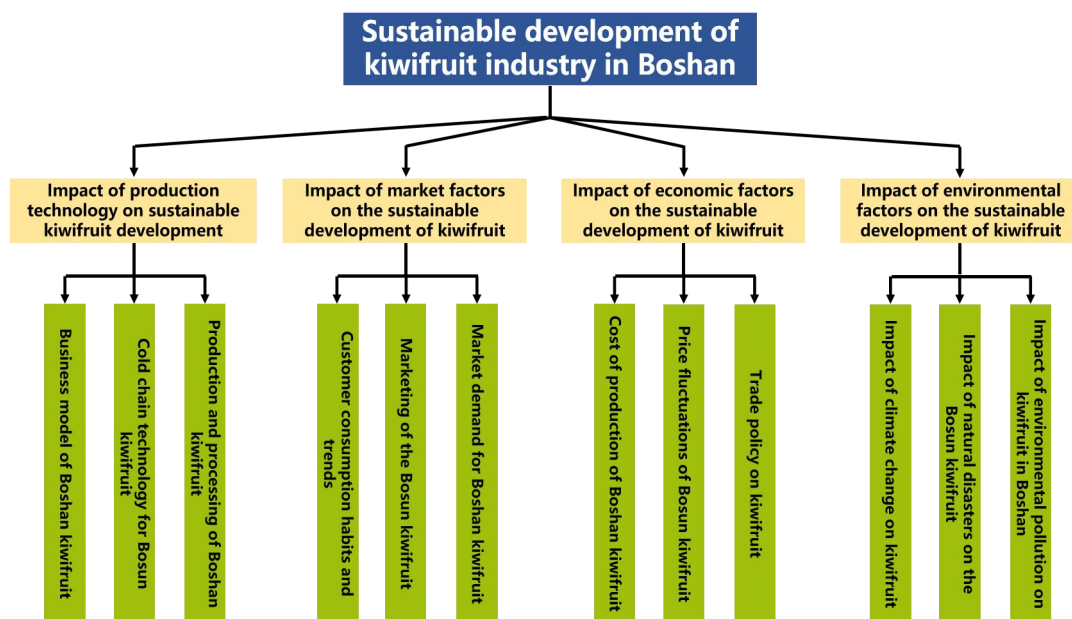 Sustainable development of
kiwifruit industry in Boshan
Impact of production
technology on sustainable
kiwifruit development
Impact of market factors
on the sustainable
development of kiwifruit
Impact of economic factors
on the sustainable
development of kiwifruit
Impact of environmental
factors on the sustainable
development of kiwifruit
Business model of Boshan kiwifruit
Cold chain technology for Bosun
kiwifruit
Production and processing of Boshan
kiwifruit
Customer consumption habits and
trends
Marketing of the Bosun kiwifruit
Market demand for Boshan kiwifruit
Cost of production of Boshan kiwifruit
Price fluctuations of Bosun kiwifruit
Trade policy on kiwifruit
Impact of climate change on kiwifruit
Impact of natural disasters on the
Bosun kiwifruit
Impact of environmental pollution on
kiwifruit in Boshan